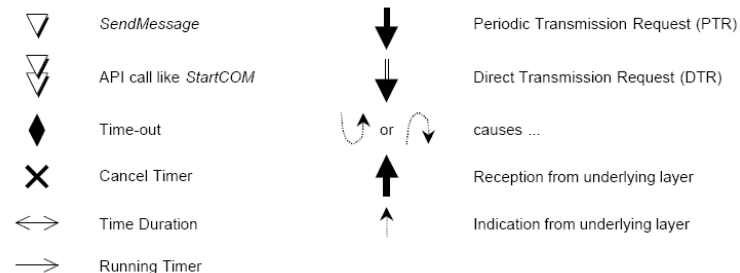 SendMessage
Periodic Transmission Request (PTR)
API call like StartCOM
Direct Transmission Request (DTR)
Time-out
or
causes ...
Cancel Timer
Reception from underlying layer
Time Duration
Indication from underlying layer
Running Timer